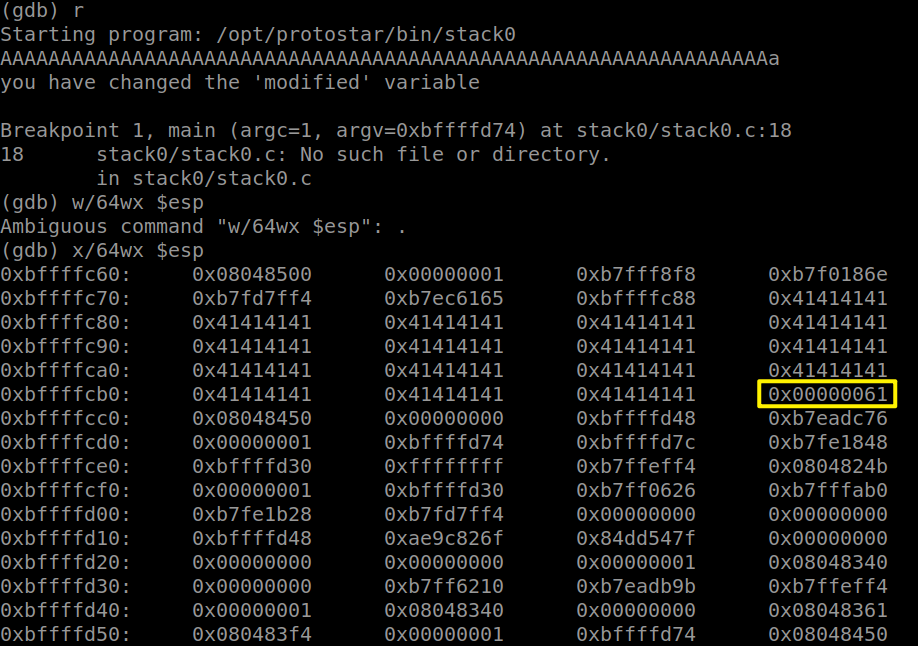 (gdb) r
Starting program: /opt/protostar/bin/stack0
AAAAAAAAAAAAAAAAAAAAAAAAAAAAAAAAAAAAAAAAAAAAAAAAAAAAAAAAAAAAAAAAa
you have changed the 'modified' variable
Breakpoint 1, main (argc=1, argv=0xbffffd74) at stack0/stack0.c:18
18      stack0/stack0.c: No such file or directory.
        in stack0/stack0.c
(gdb) w/64wx $esp
Ambiguous command "w/64wx $esp": .
(gdb) x/64wx $esp
0xbffffc60:     0x08048500      0x00000001      0xb7fff8f8      0xb7f0186e
0xbffffc70:     0xb7fd7ff4      0xb7ec6165      0xbffffc88      0x41414141
0xbffffc80:     0x41414141      0x41414141      0x41414141      0x41414141
0xbffffc90:     0x41414141      0x41414141      0x41414141      0x41414141
0xbffffca0:     0x41414141      0x41414141      0x41414141      0x41414141
0xbffffcb0:     0x41414141      0x41414141      0x41414141      0x00000061
0xbffffcc0:     0x08048450      0x00000000      0xbffffd48      0xb7eadc76
0xbffffcd0:     0x00000001      0xbffffd74      0xbffffd7c      0xb7fe1848
0xbffffce0:     0xbffffd30      0xffffffff      0xb7ffeff4      0x0804824b
0xbffffcf0:     0x00000001      0xbffffd30      0xb7ff0626      0xb7fffab0
0xbffffd00:     0xb7fe1b28      0xb7fd7ff4      0x00000000      0x00000000
0xbffffd10:     0xbffffd48      0xae9c826f      0x84dd547f      0x00000000
0xbffffd20:     0x00000000      0x00000000      0x00000001      0x08048340
0xbffffd30:     0x00000000      0xb7ff6210      0xb7eadb9b      0xb7ffeff4
0xbffffd40:     0x00000001      0x08048340      0x00000000      0x08048361
0xbffffd50:     0x080483f4      0x00000001      0xbffffd74      0x08048450